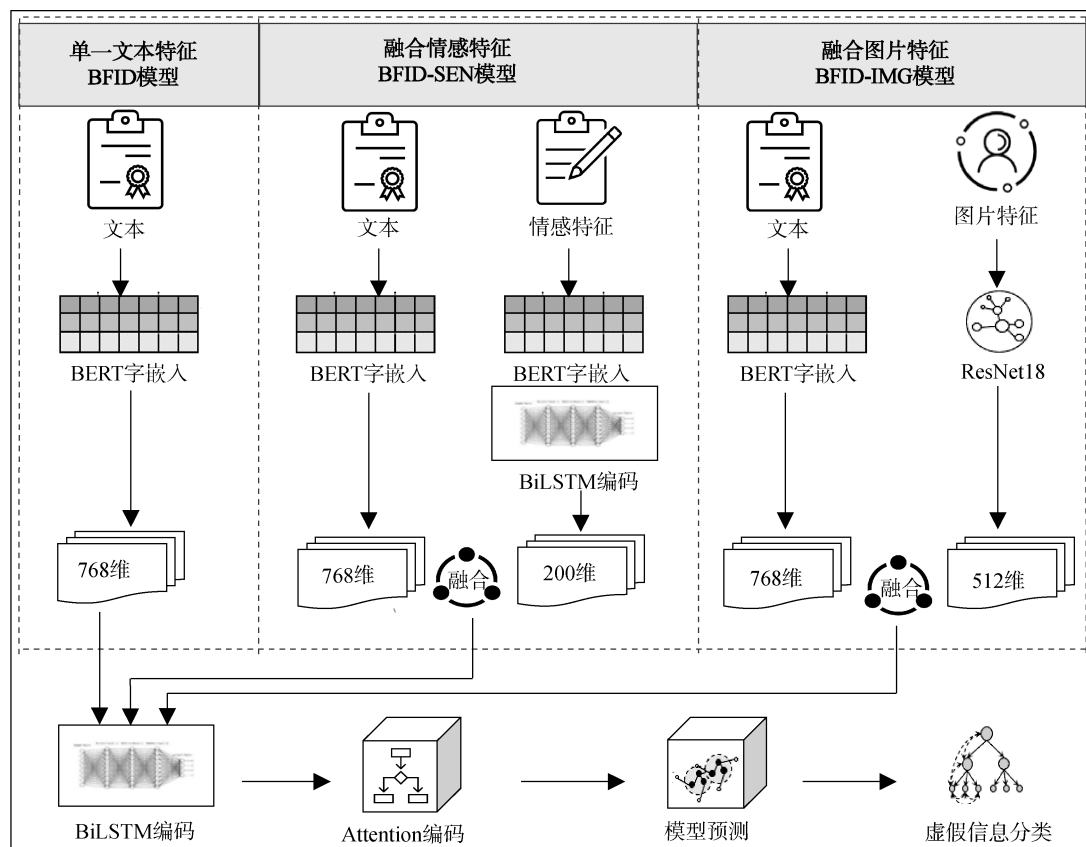 单一文本特征
BFID模型
融合情感特征
BFID-SEN模型
融合图片特征
BFID-IMG模型
文本
文本
情感特征
文本
图片特征
BERT字嵌入
BERT字嵌入
BERT字嵌入
BERT字嵌入
ResNet18
BiLSTM编码
768维
768维
融合
200维
768维
融合
512维
BiLSTM编码
Attention编码
模型预测
虚假信息分类